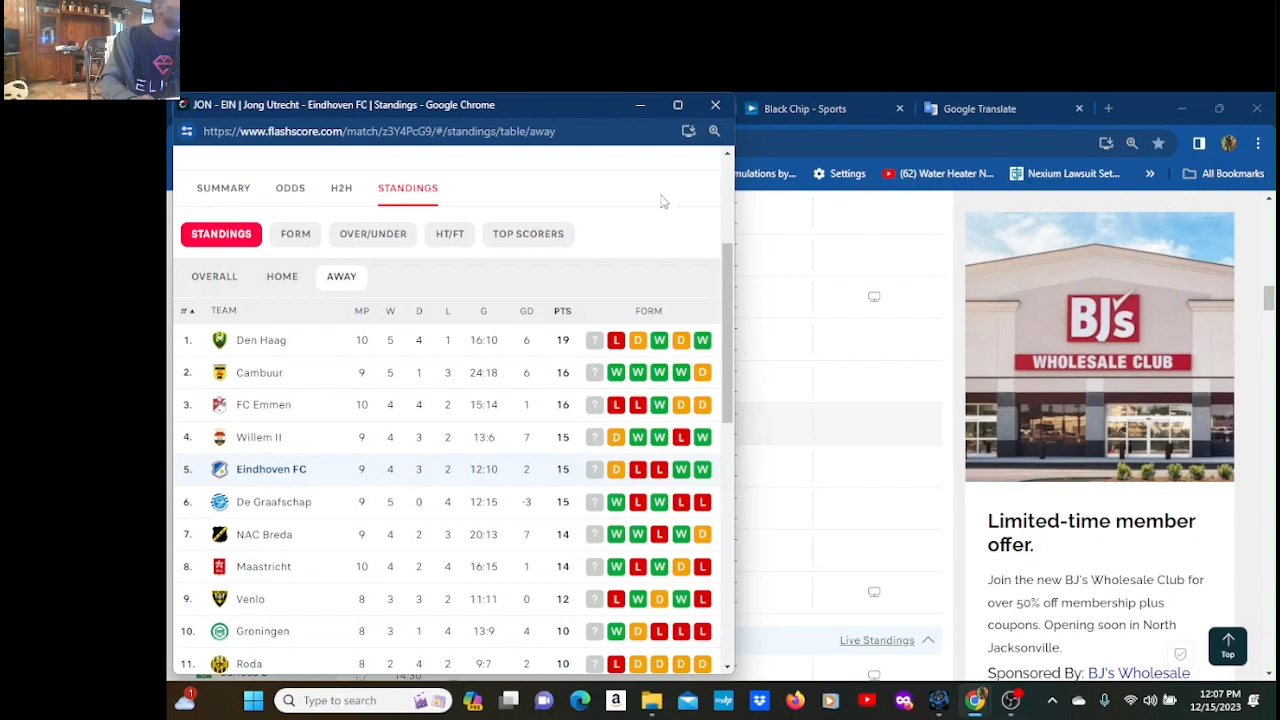 ELI
JON - EIN | Jong Utrecht - Eindhoven FC | Standings - Google Chrome
Black Chip - Sports
Google Translate
https://www.flashscore.com/match/z3Y4PcG9/#/standings/table/away
mulations by...
Settings
(62) Water Heater N...
Nexium Lawsuit Set...
All Bookmarks
SUMMARY ODDS H2H STANDINGS
STANDINGS FORM OVER/UNDER HT/FT TOP SCORERS
OVERALL HOME AWAY
# TEAM MP W D L G GD PTS FORM
1. Den Haag 10 5 4 1 16:10 6 19 ? L D W D W
2. Cambuur 9 5 1 3 24:18 6 16 ? W W W W D
3. FC Emmen 10 4 4 2 15:14 1 16 ? L L W D D
4. Willem II 9 4 3 2 13:6 7 15 ? D W W L W
5. Eindhoven FC 9 4 3 2 12:10 2 15 ? D L L W W
6. De Graafschap 9 5 0 4 12:15 -3 15 ? W L W L L
7. NAC Breda 9 4 2 3 20:13 7 14 ? W W L W D
8. Maastricht 10 4 2 4 16:15 1 14 ? W L W D L
9. Venlo 8 3 3 2 11:11 0 12 ? L W D W L
10. Groningen 8 3 1 4 13:9 4 10 ? W D L L L
11. Roda 8 2 4 2 9:7 2 10 ? L D D D D
Live Standings
BJ's
WHOLESALE CLUB
Limited-time member
offer.
Join the new BJ's Wholesale Club for
over 50% off membership plus
coupons. Opening soon in North
Jacksonville.
Sponsored By: BJ's Wholesale
Top
14:30
1
Type here to search
12:07 PM
12/15/2023